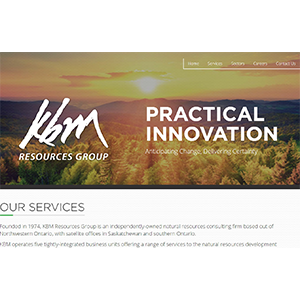 Home Services Sectors Careers Contact Us
kbm
RESOURCES GROUP
PRACTICAL
INNOVATION
Anticipating Change, Delivering Certainty
OUR SERVICES
Founded in 1974, KBM Resources Group is an independently-owned natural resources consulting firm based out of
Northwestern Ontario, with satellite offices in Saskatchewan and southern Ontario.
KBM operates five tightly-integrated business units offering a range of services to the natural resources development